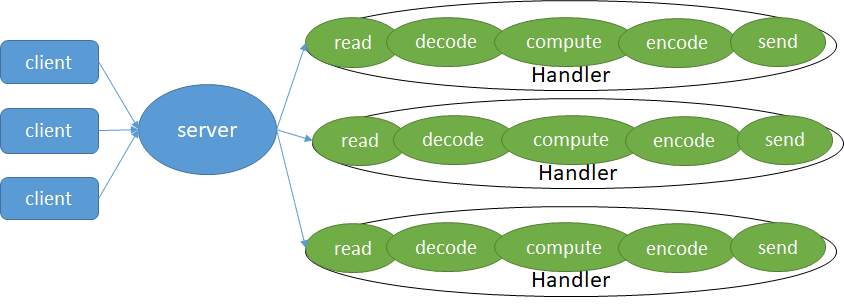 client
client
client
server
read decode compute encode send
Handler
read decode compute encode send
Handler
read decode compute encode send
Handler